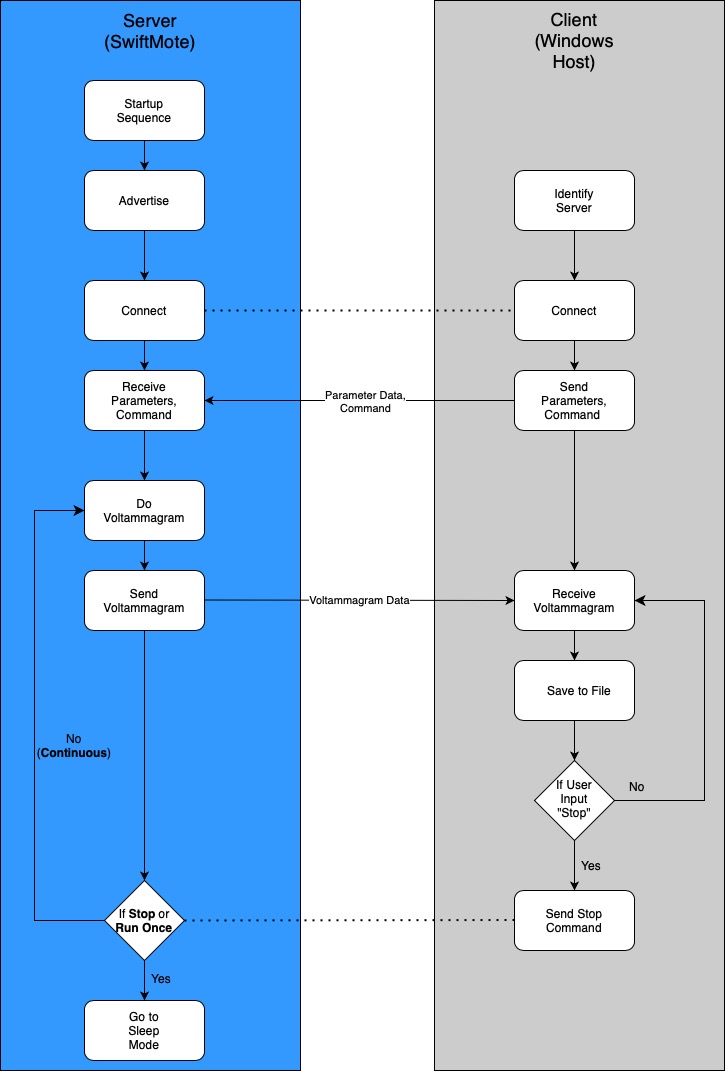 Server
(SwiftMote)
Client
(Windows
Host)
Startup
Sequence
Advertise
Identify
Server
Connect
Connect
Receive
Parameters,
Command
Parameter Data,
Command
Send
Parameters,
Command
Do
Voltammagram
Send
Voltammagram
Voltammagram Data
Receive
Voltammagram
Save to File
No
(Continuous)
If User
Input
"Stop"
No
Yes
If Stop or
Run Once
Send Stop
Command
Yes
Go to
Sleep
Mode